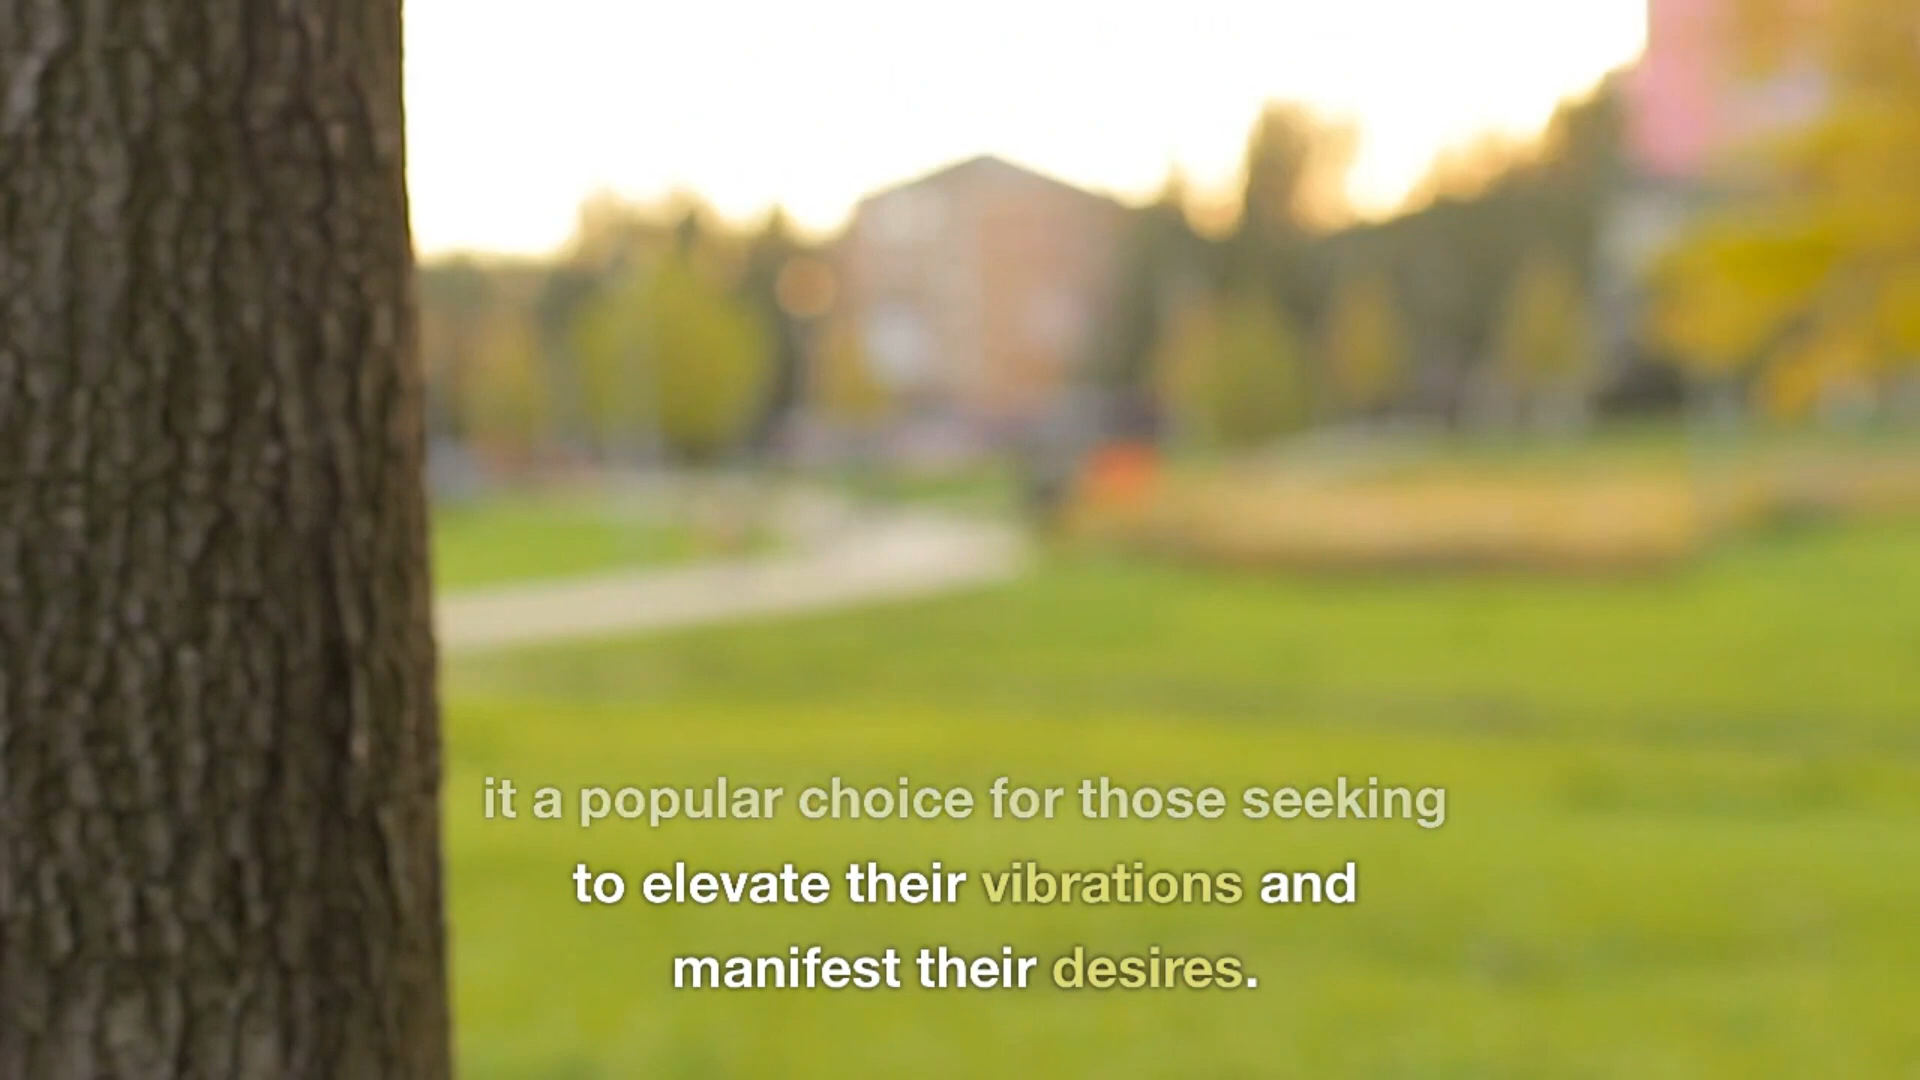 it a popular choice for those seeking
to elevate their vibrations and
manifest their desires.